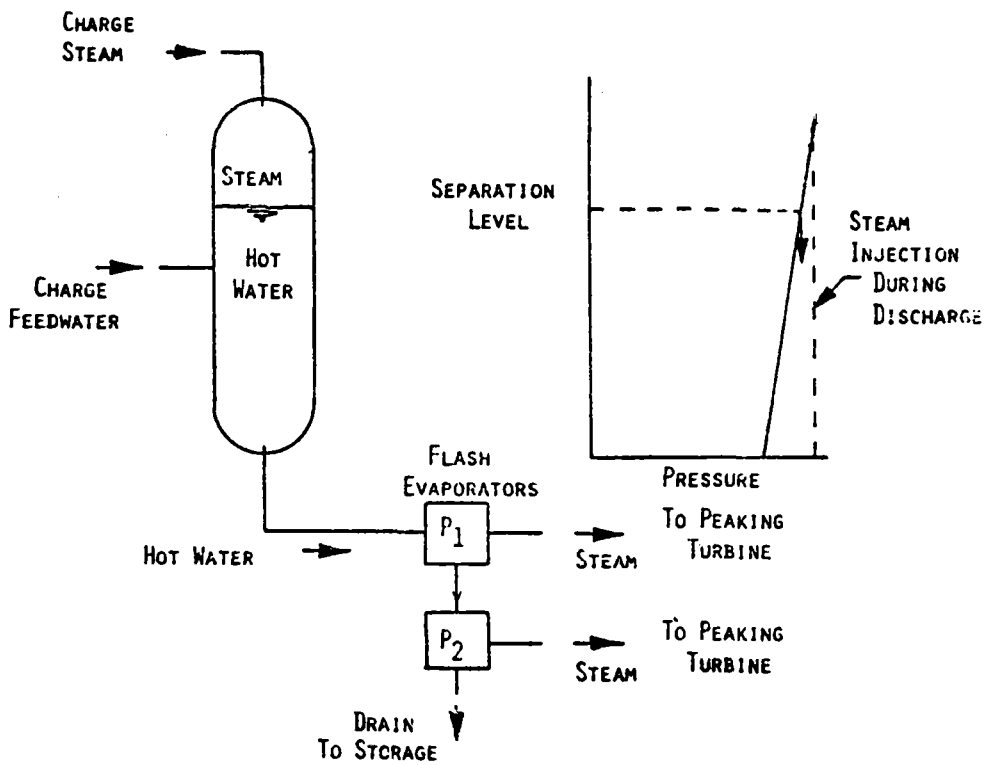 CHARGE
STEAM
STEAM
HOT
WATER
CHARGE
FEEDWATER
SEPARATION
LEVEL
STEAM
INJECTION
DURING
DISCHARGE
PRESSURE
FLASH
EVAPORATORS
P1
HOT WATER
STEAM
TO PEAKING
TURBINE
P2
STEAM
TO PEAKING
TURBINE
DRAIN
TO STORAGE